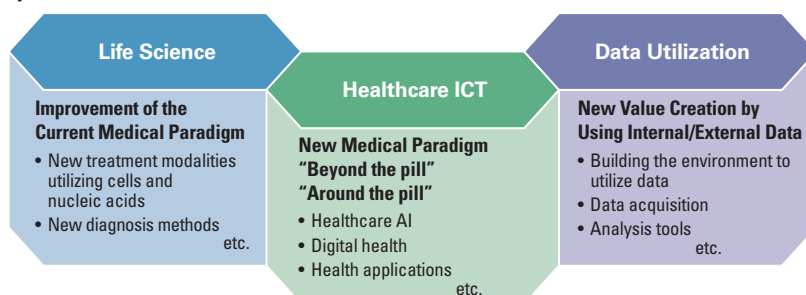 Life Science
Improvement of the
Current Medical Paradigm
• New treatment modalities
utilizing cells and
nucleic acids
• New diagnosis methods
etc.
Healthcare ICT
New Medical Paradigm
“Beyond the pill”
“Around the pill”
• Healthcare AI
• Digital health
• Health applications
etc.
Data Utilization
New Value Creation by
Using Internal/External Data
• Building the environment to
utilize data
• Data acquisition
• Analysis tools
etc.